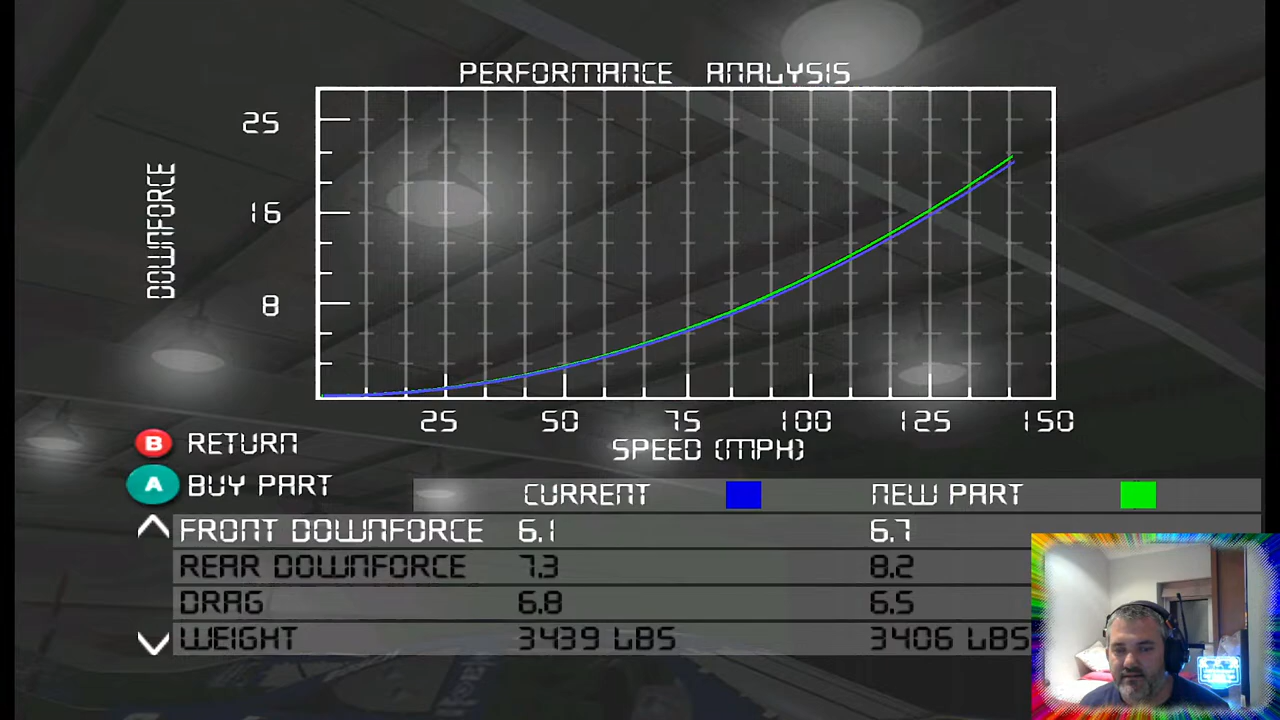 PERFORMANCE ANALYSIS
25
16
8
DOWNFORCE
25 50 75 100 125 150
SPEED (MPH)
B RETURN
A BUY PART
CURRENT NEW PART
FRONT DOWNFORCE 6.1 6.7
REAR DOWNFORCE 7.3 8.2
DRAG 6.8 6.5
WEIGHT 3439 LBS 3406 LBS